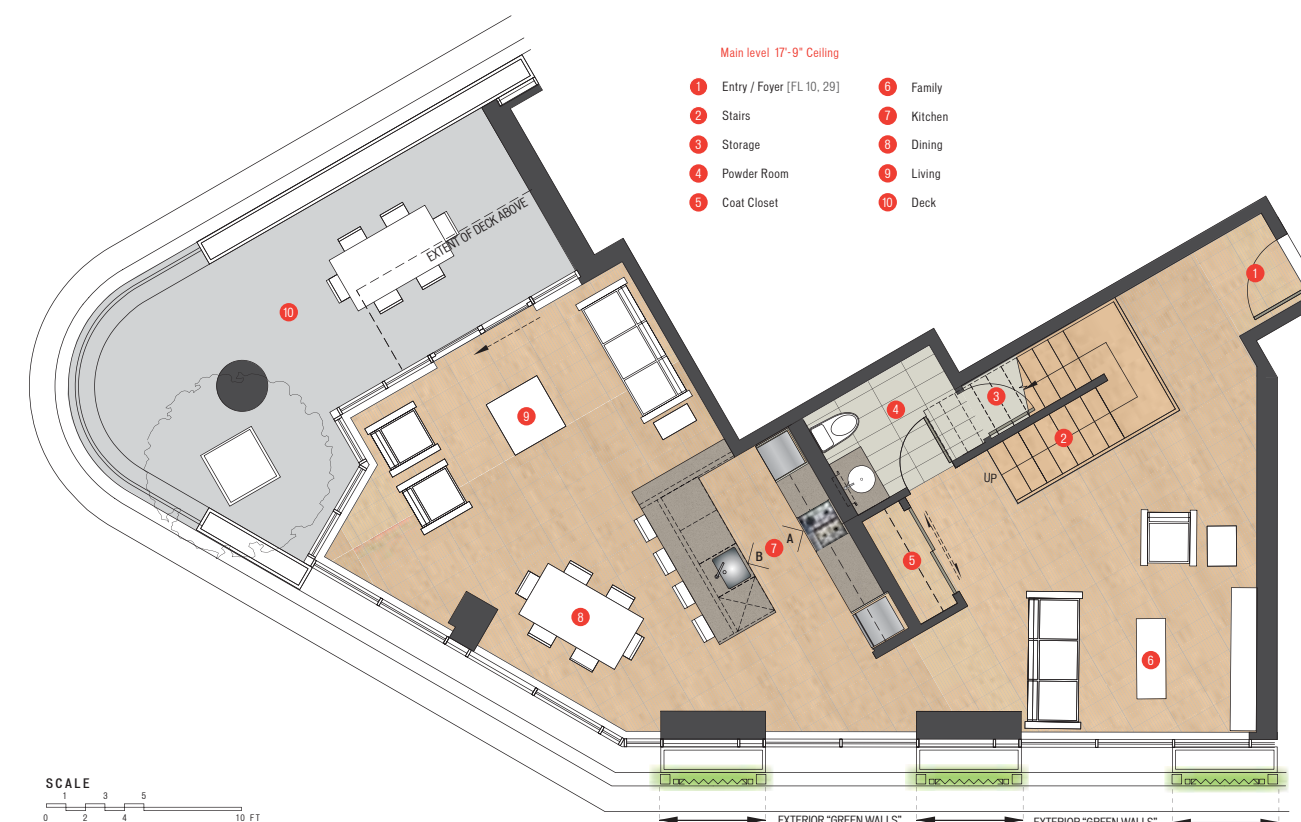 Main level 17'-9" Ceiling
1 Entry / Foyer [FL 10, 29]
2 Stairs
3 Storage
4 Powder Room
5 Coat Closet
6 Family
7 Kitchen
8 Dining
9 Living
10 Deck
EXTENT OF DECK ABOVE
10
1
9
4
3
2
UP
A
7
B
5
8
6
SCALE
1 3 5
0 2 4 10 FT
EXTERIOR "GREEN WALLS"
EXTERIOR "GREEN WALLS"